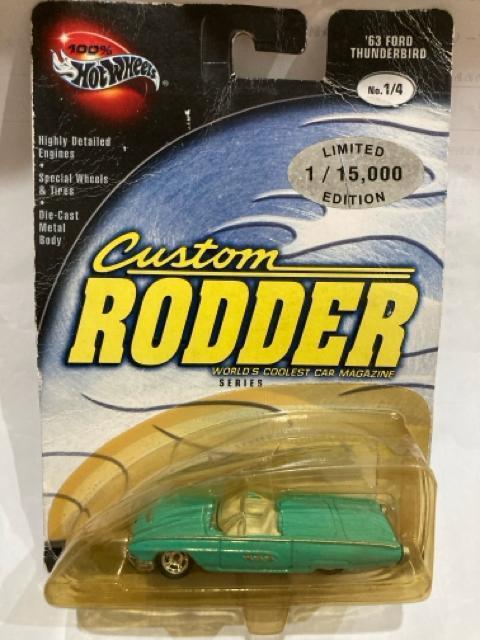 100%
Hot Wheels
'63 FORD
THUNDERBIRD
No. 1/4
Highly Detailed
Engines
Special Wheels
& Tires
Die-Cast
Metal
Body
LIMITED
1 / 15,000
EDITION
Custom
RODDER
WORLD'S COOLEST CAR MAGAZINE
SERIES